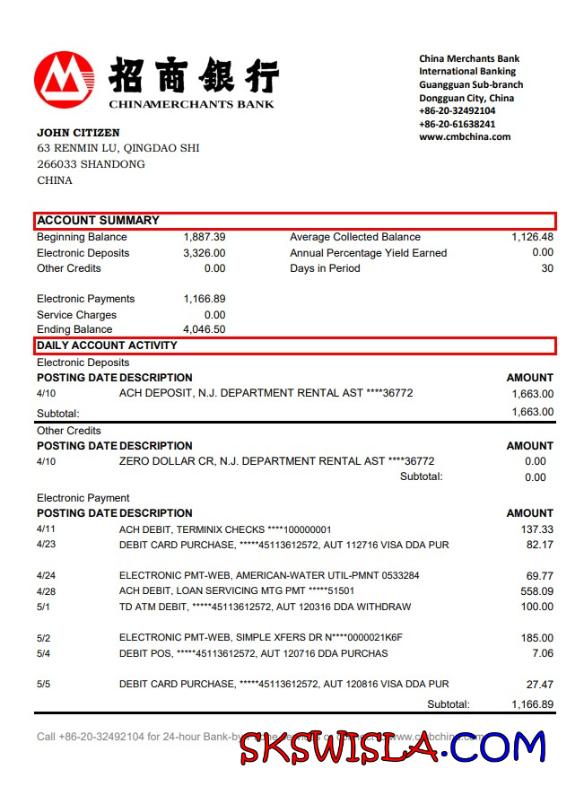 招商銀行
CHINAMERCHANTS BANK
China Merchants Bank
International Banking
Guangguan Sub-branch
Dongguan City, China
+86-20-32492104
+86-20-61638241
www.cmbchina.com
JOHN CITIZEN
63 RENMIN LU, QINGDAO SHI
266033 SHANDONG
CHINA
ACCOUNT SUMMARY
Beginning Balance 1,887.39 Average Collected Balance 1,126.48
Electronic Deposits 3,326.00 Annual Percentage Yield Earned 0.00
Other Credits 0.00 Days in Period 30
Electronic Payments 1,166.89
Service Charges 0.00
Ending Balance 4,046.50
DAILY ACCOUNT ACTIVITY
Electronic Deposits
POSTING DATE DESCRIPTION AMOUNT
4/10 ACH DEPOSIT, N.J. DEPARTMENT RENTAL AST ****36772 1,663.00
Subtotal: 1,663.00
Other Credits
POSTING DATE DESCRIPTION AMOUNT
4/10 ZERO DOLLAR CR, N.J. DEPARTMENT RENTAL AST ****36772 0.00
Subtotal: 0.00
Electronic Payment
POSTING DATE DESCRIPTION AMOUNT
4/11 ACH DEBIT, TERMINIX CHECKS ****100000001 137.33
4/23 DEBIT CARD PURCHASE, *****45113612572, AUT 112716 VISA DDA PUR 82.17
4/24 ELECTRONIC PMT-WEB, AMERICAN-WATER UTIL-PMNT 0533284 69.77
4/28 ACH DEBIT, LOAN SERVICING MTG PMT *****51501 558.09
5/1 TD ATM DEBIT, *****45113612572, AUT 120316 DDA WITHDRAW 100.00
5/2 ELECTRONIC PMT-WEB, SIMPLE XFERS DR N****0000021K6F 185.00
5/4 DEBIT POS, *****45113612572, AUT 120716 DDA PURCHAS 7.06
5/5 DEBIT CARD PURCHASE, *****45113612572, AUT 120816 VISA DDA PUR 27.47
Subtotal: 1,166.89
Call +86-20-32492104 for 24-hour Bank-by-
SKSWISLA.COM